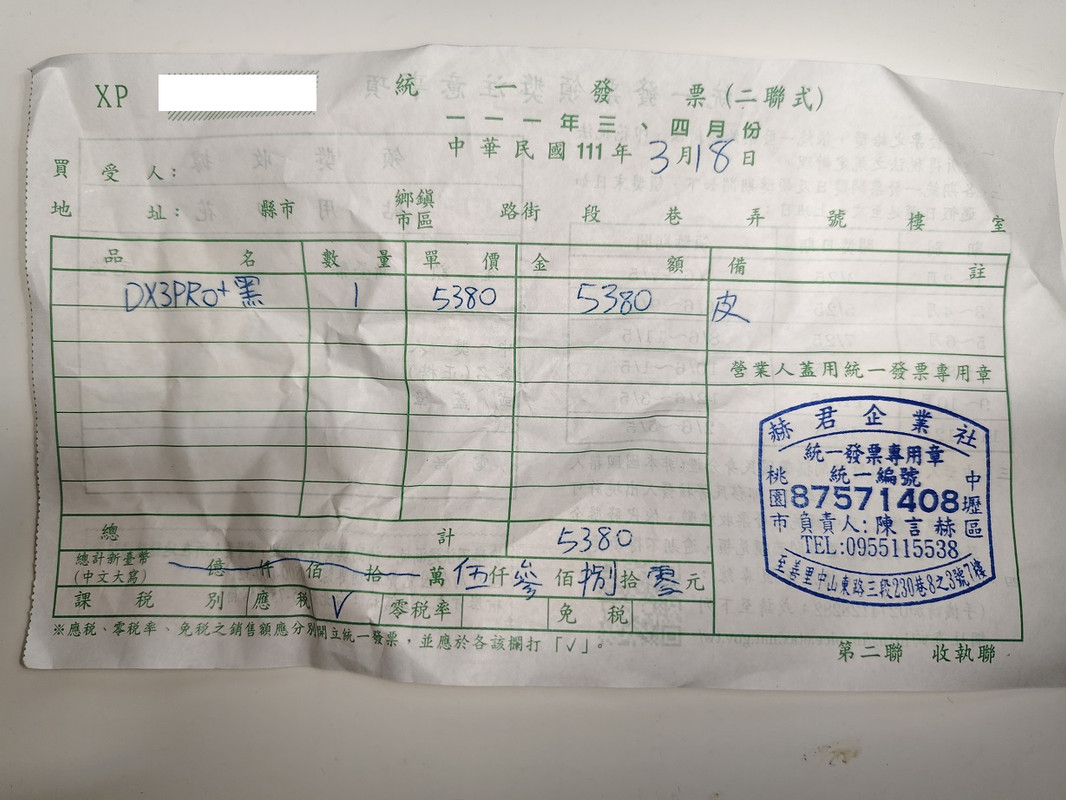 XP 統一發票(二聯式)
一一一年三、四月份
中華民國111年3月18日
買受人：
地址： 縣市 鄉鎮市區 路街 段 巷 弄 號 樓 室
品名 數量 單價 金額 備註
DX3PRO+黑 1 5380 5380 皮
營業人蓋用統一發票專用章
赫君企業社
統一發票專用章
統一編號
87571408
負責人:陳言赫
TEL:0955115538
桃園市中壢區
至善里中山東路三段230巷8之3號7樓
總計 5380
總計新臺幣(中文大寫) 億仟佰拾萬伍仟參佰捌拾零元
課稅別 應稅 V 零稅率 免稅
※應稅、零稅率、免稅之銷售額應分別開立統一發票，並應於各該欄打「V」。
第二聯 收執聯